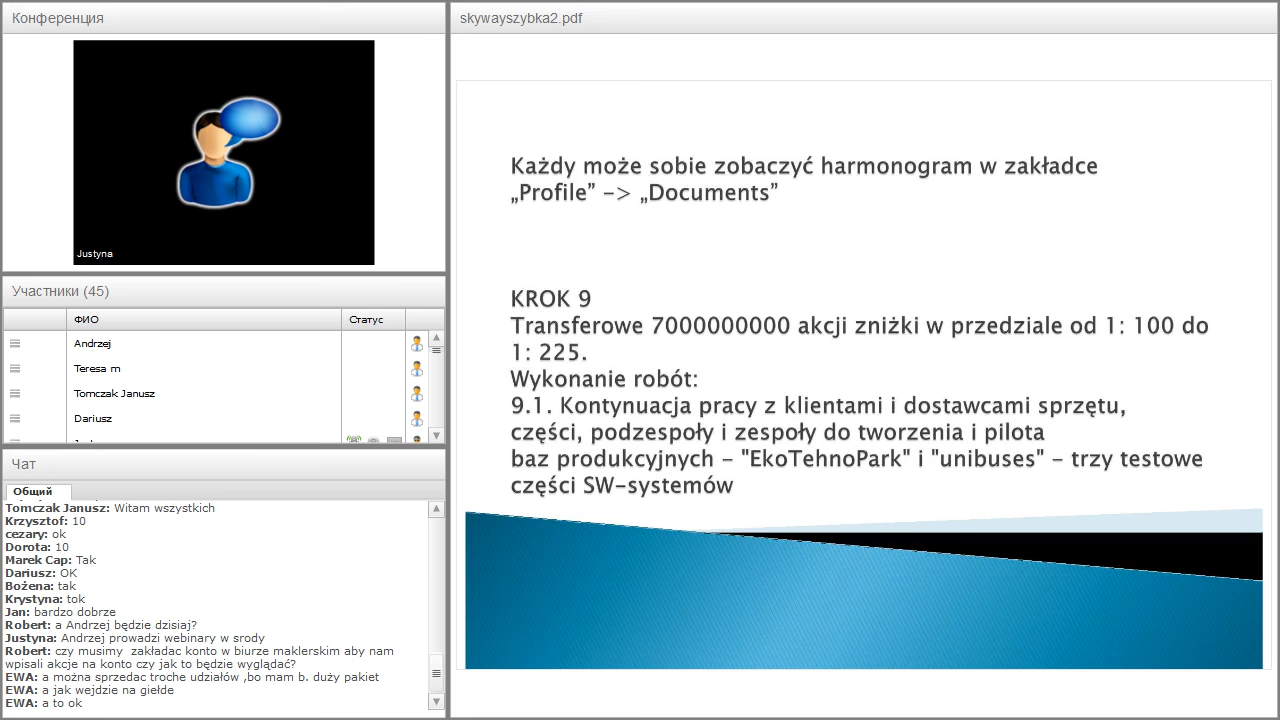 Конференция
Justyna
Участники (45)
ФИО
Статус
Andrzej
Teresa m
Tomczak Janusz
Dariusz
Чат
Общий
Tomczak Janusz: Witam wszystkich
Krzysztof: 10
cezary: ok
Dorota: 10
Marek Cap: Tak
Dariusz: OK
Bożena: tak
Krystyna: tok
Jan: bardzo dobrze
Robert: a Andrzej będzie dzisiaj?
Justyna: Andrzej prowadzi webinary w srody
Robert: czy musimy zakładac konto w biurze maklerskim aby nam
wpisali akcje na konto czy jak to będzie wyglądać?
EWA: a można sprzedac troche udziałów ,bo mam b. duży pakiet
EWA: a jak wejdzie na giełde
EWA: a to ok
skywayszybka2.pdf
Każdy może sobie zobaczyć harmonogram w zakładce
„Profile” -> „Documents”
KROK 9
Transferowe 7000000000 akcji zniżki w przedziale od 1: 100 do
1: 225.
Wykonanie robót:
9.1. Kontynuacja pracy z klientami i dostawcami sprzętu,
części, podzespoły i zespoły do tworzenia i pilota
baz produkcyjnych - "EkoTehnoPark" i "unibuses" - trzy testowe
części SW-systemów